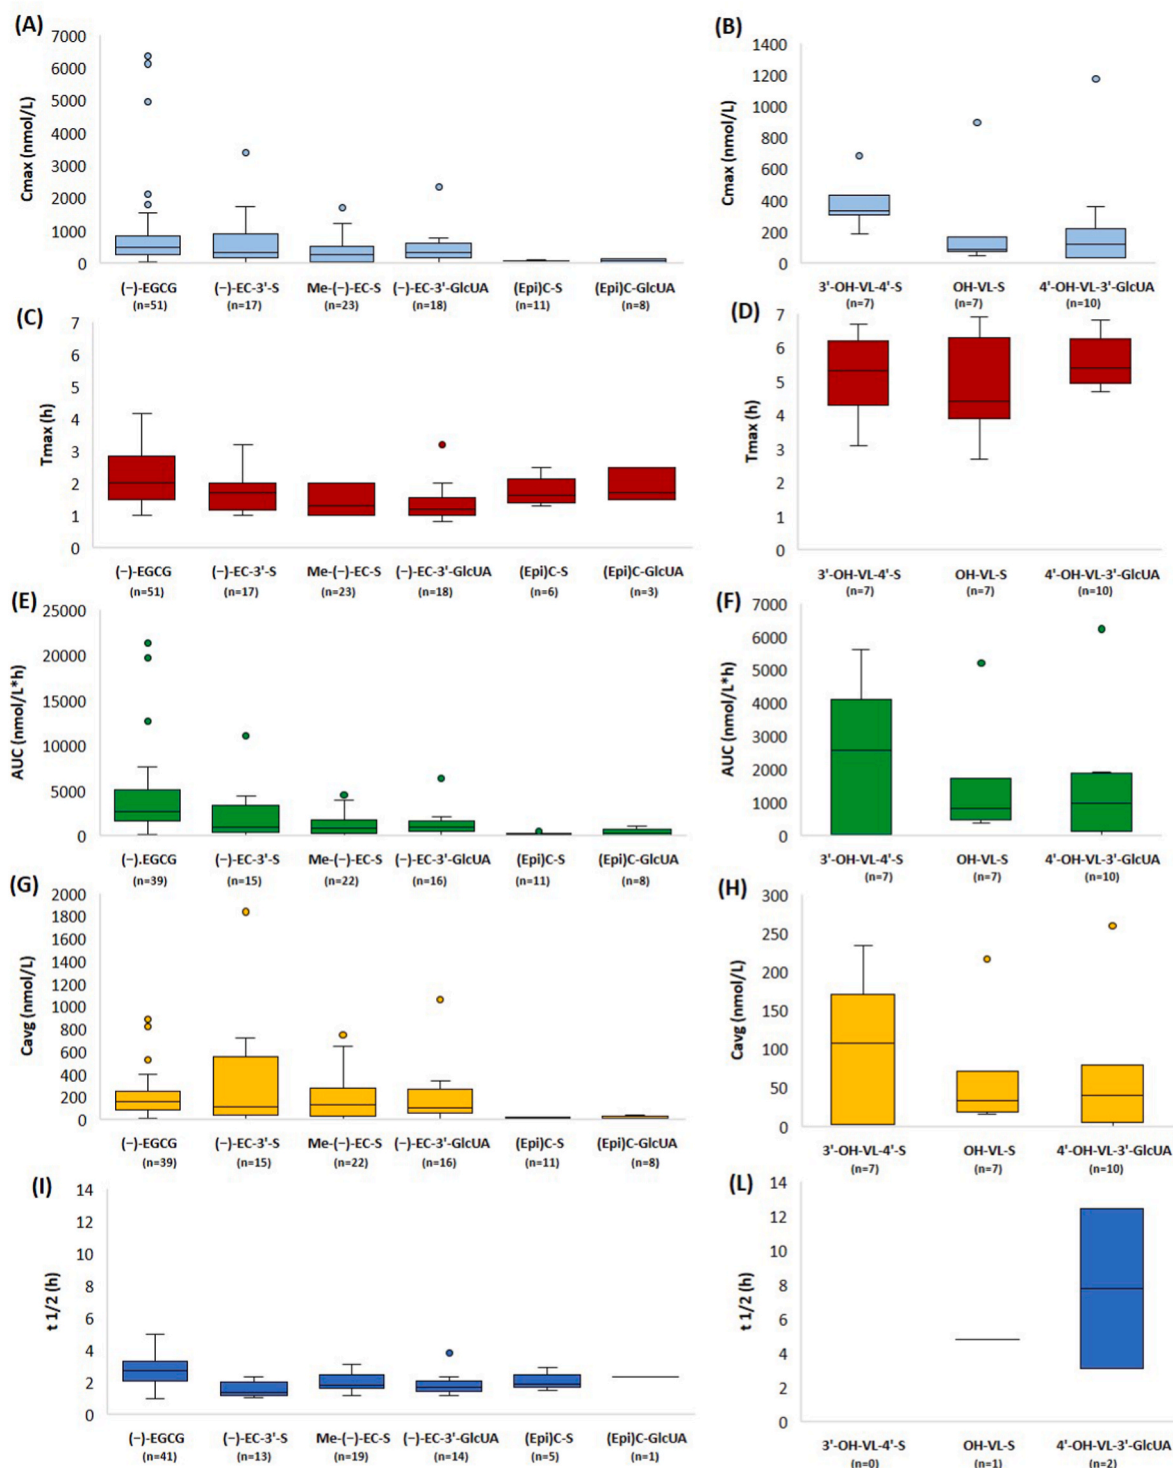 (A)
7000
6000
5000
4000
3000
2000
1000
0
Cmax (nmol/L)
(−)-EGCG (−)-EC-3'-S Me-(−)-EC-S (−)-EC-3'-GlcUA (Epi)C-S (Epi)C-GlcUA
(n=51) (n=17) (n=23) (n=18) (n=11) (n=8)
(B)
1400
1200
1000
800
600
400
200
0
Cmax (nmol/L)
3'-OH-VL-4'-S OH-VL-S 4'-OH-VL-3'-GlcUA
(n=7) (n=7) (n=10)
(C)
7
6
5
4
3
2
1
0
Tmax (h)
(−)-EGCG (−)-EC-3'-S Me-(−)-EC-S (−)-EC-3'-GlcUA (Epi)C-S (Epi)C-GlcUA
(n=51) (n=17) (n=23) (n=18) (n=6) (n=3)
(D)
7
6
5
4
3
2
1
0
Tmax (h)
3'-OH-VL-4'-S OH-VL-S 4'-OH-VL-3'-GlcUA
(n=7) (n=7) (n=10)
(E)
25000
20000
15000
10000
5000
0
AUC (nmol/L*h)
(−).EGCG (−)-EC-3'-S Me-(−)-EC-S (−)-EC-3'-GlcUA (Epi)C-S (Epi)C-GlcUA
(n=39) (n=15) (n=22) (n=16) (n=11) (n=8)
(F)
7000
6000
5000
4000
3000
2000
1000
0
AUC (nmol/L*h)
3'-OH-VL-4'-S OH-VL-S 4'-OH-VL-3'-GlcUA
(n=7) (n=7) (n=10)
(G)
2000
1800
1600
1400
1200
1000
800
600
400
200
0
Cavg (nmol/L)
(−)-EGCG (−)-EC-3'-S Me-(−)-EC-S (−)-EC-3'-GlcUA (Epi)C-S (Epi)C-GlcUA
(n=39) (n=15) (n=22) (n=16) (n=11) (n=8)
(H)
300
250
200
150
100
50
0
Cavg (nmol/L)
3'-OH-VL-4'-S OH-VL-S 4'-OH-VL-3'-GlcUA
(n=7) (n=7) (n=10)
(I)
14
12
10
8
6
4
2
0
t 1/2 (h)
(−)-EGCG (−)-EC-3'-S Me-(−)-EC-S (−)-EC-3'-GlcUA (Epi)C-S (Epi)C-GlcUA
(n=41) (n=13) (n=19) (n=14) (n=5) (n=1)
(L)
14
12
10
8
6
4
2
0
t 1/2 (h)
3'-OH-VL-4'-S OH-VL-S 4'-OH-VL-3'-GlcUA
(n=0) (n=1) (n=2)